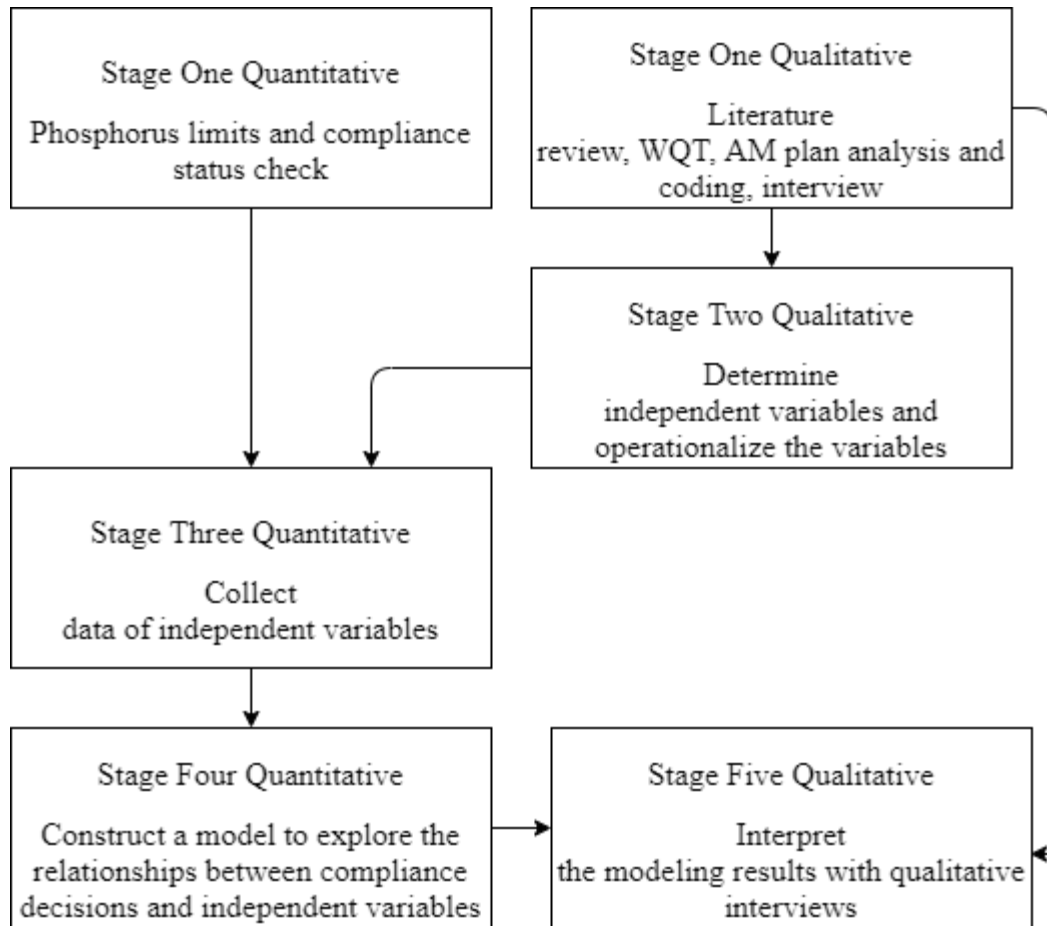 Stage One Quantitative
Phosphorus limits and compliance
status check
Stage One Qualitative
Literature
review, WQT, AM plan analysis and
coding, interview
Stage Two Qualitative
Determine
independent variables and
operationalize the variables
Stage Three Quantitative
Collect
data of independent variables
Stage Four Quantitative
Construct a model to explore the
relationships between compliance
decisions and independent variables
Stage Five Qualitative
Interpret
the modeling results with qualitative
interviews